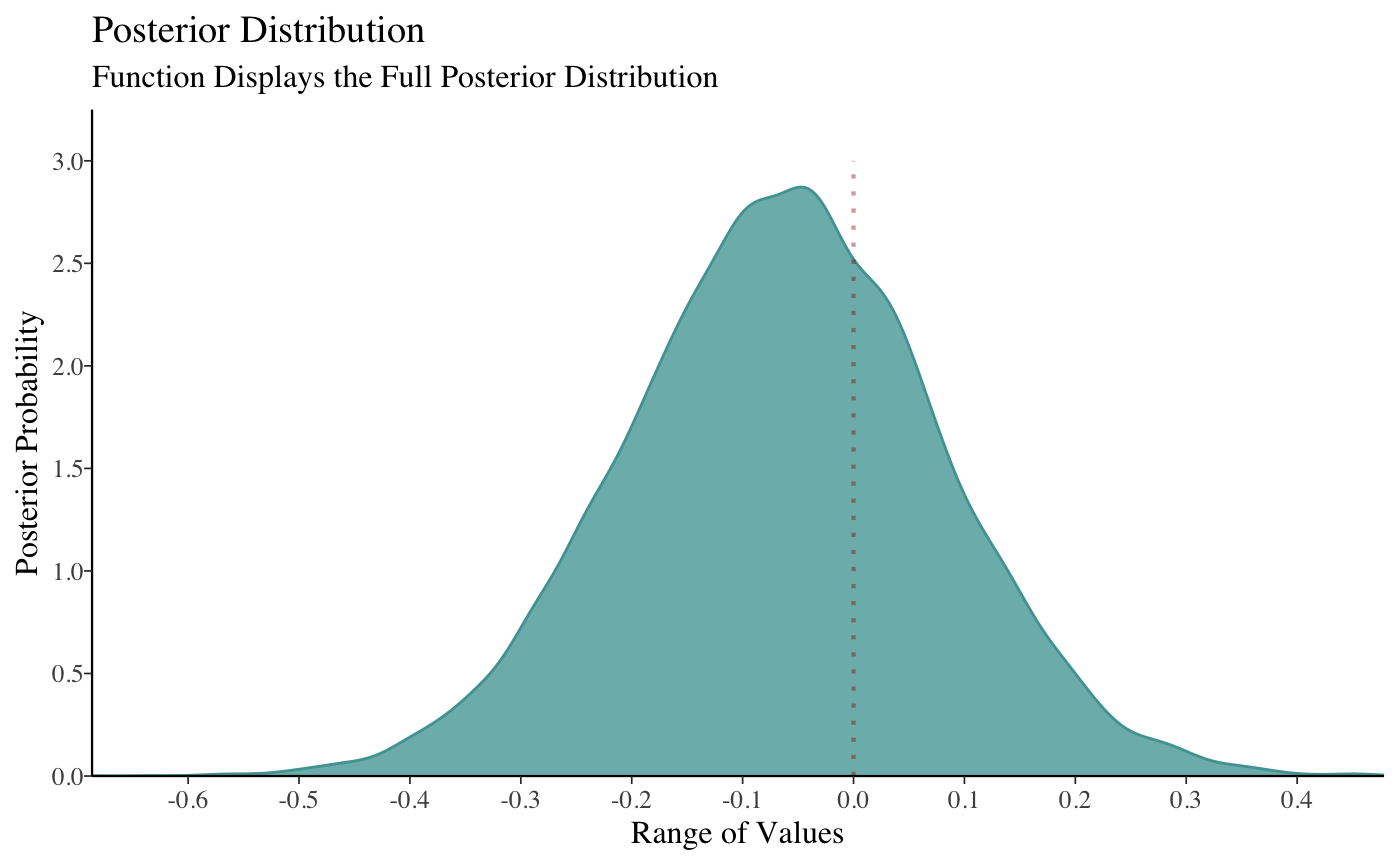 Posterior Distribution
Function Displays the Full Posterior Distribution
Posterior Probability
3.0
2.5
2.0
1.5
1.0
0.5
0.0
-0.6 -0.5 -0.4 -0.3 -0.2 -0.1 0.0 0.1 0.2 0.3 0.4
Range of Values